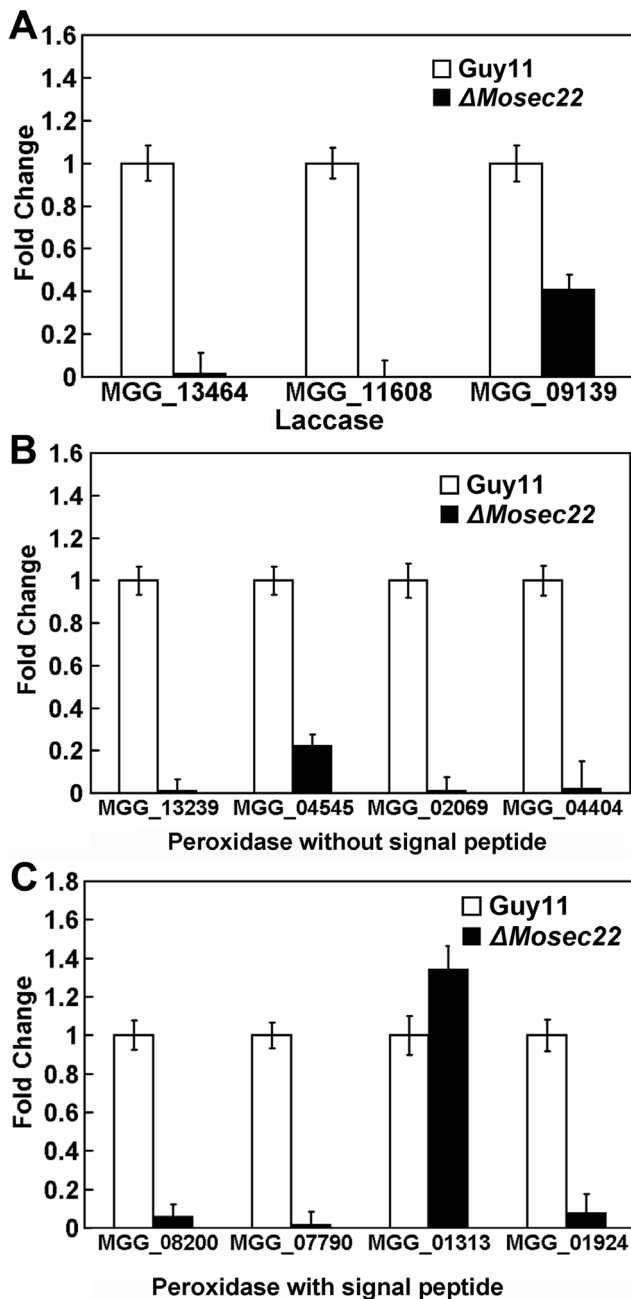 A
Fold Change
1.6
1.4
1.2
1
0.8
0.6
0.4
0.2
0
Guy11
ΔMosec22
MGG_13464 MGG_11608 MGG_09139
Laccase
B
Fold Change
1.6
1.4
1.2
1
0.8
0.6
0.4
0.2
0
Guy11
ΔMosec22
MGG_13239 MGG_04545 MGG_02069 MGG_04404
Peroxidase without signal peptide
C
Fold Change
1.8
1.6
1.4
1.2
1
0.8
0.6
0.4
0.2
0
Guy11
ΔMosec22
MGG_08200 MGG_07790 MGG_01313 MGG_01924
Peroxidase with signal peptide